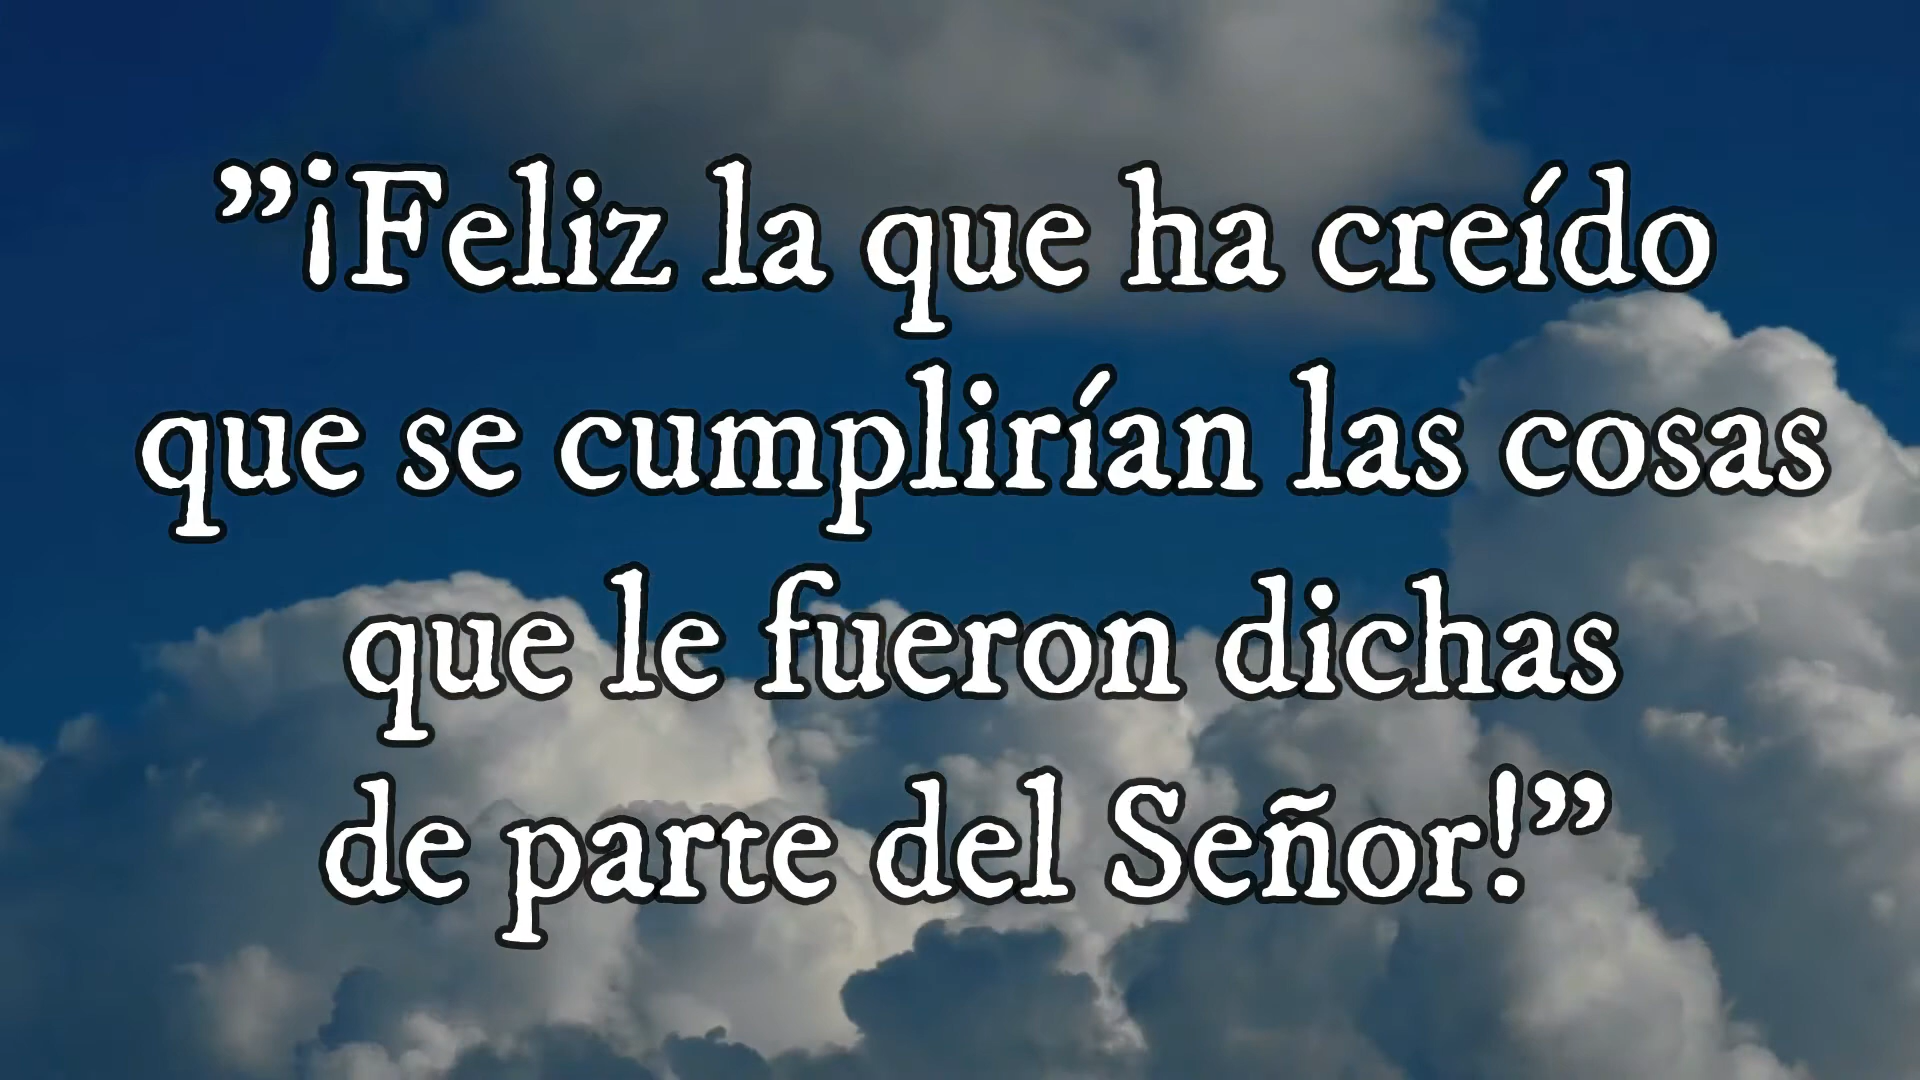 ”¡Feliz la que ha creído
que se cumplirían las cosas
que le fueron dichas
de parte del Señor!”